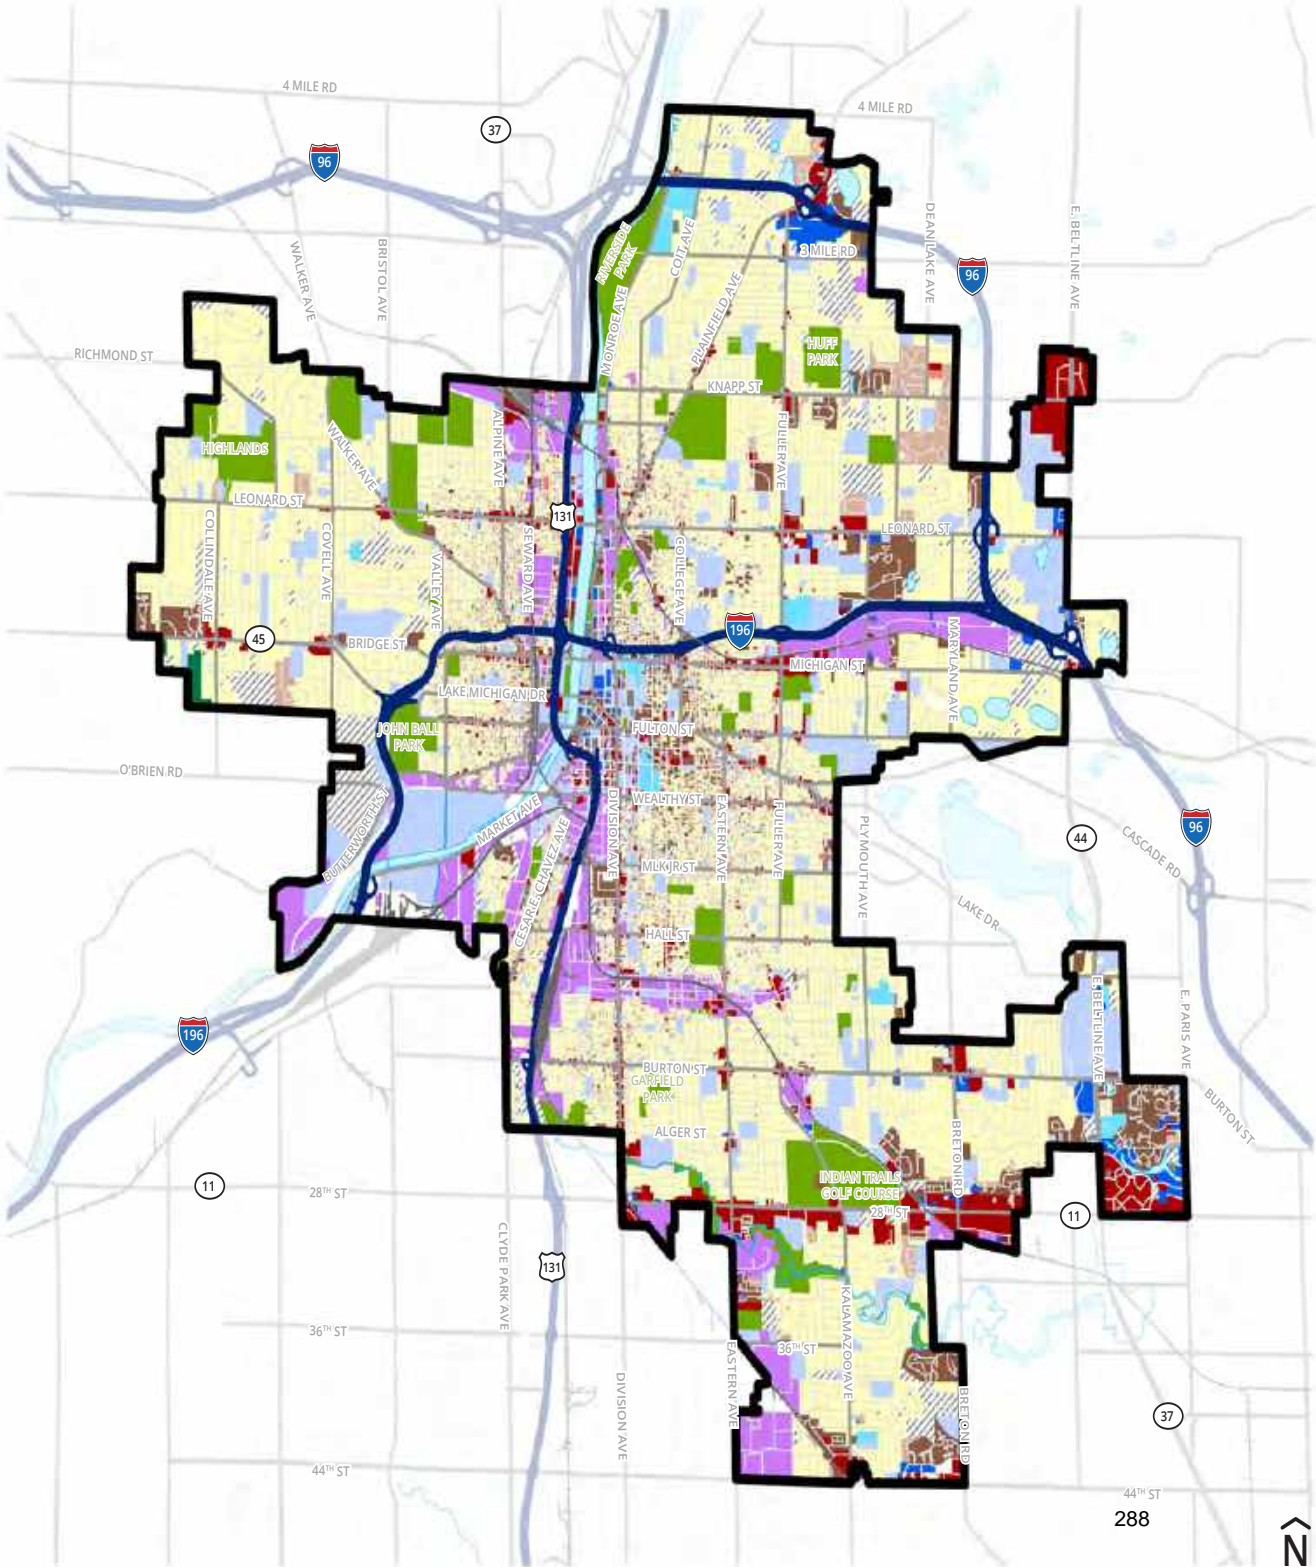 4 MILE RD
4 MILE RD
37
96
DEAN LAKE AVE
E. BELTLINE AVE
RIVERSIDE
PARK
COIT AVE
3 MILE RD
WALKER AVE
BRISTOL AVE
96
MONROE AVE
PLAINFIELD AVE
HUFF
PARK
RICHMOND ST
KNAPP ST
ALPINE AVE
FULLER AVE
WALKER AVE
HIGHLANDS
LEONARD ST
131
LEONARD ST
COLLINDALE AVE
COVELL AVE
VALLEY AVE
SEWARD AVE
COLLEGE AVE
45
BRIDGE ST
196
MARYLAND AVE
MICHIGAN ST
LAKE MICHIGAN DR
JOHN BALL
PARK
FULTON ST
O'BRIEN RD
BUTTERWORTH ST
MARKET AVE
CESAR E. CHAVEZ AVE
DIVISION AVE
WEALTHY ST
EASTERN AVE
FULLER AVE
PLYMOUTH AVE
44
96
CASCADE RD
MLK JR ST
LAKE DR
HALL ST
196
E. BELTLINE AVE
E. PARIS AVE
BURTON ST
BURTON ST
GARFIELD
PARK
ALGER ST
BRETON RD
INDIAN TRAILS
GOLF COURSE
11
28TH ST
28TH ST
11
CLYDE PARK AVE
131
KALAMAZOO AVE
36TH ST
36TH ST
DIVISION AVE
EASTERN AVE
BRETON RD
37
44TH ST
44TH ST
288
N